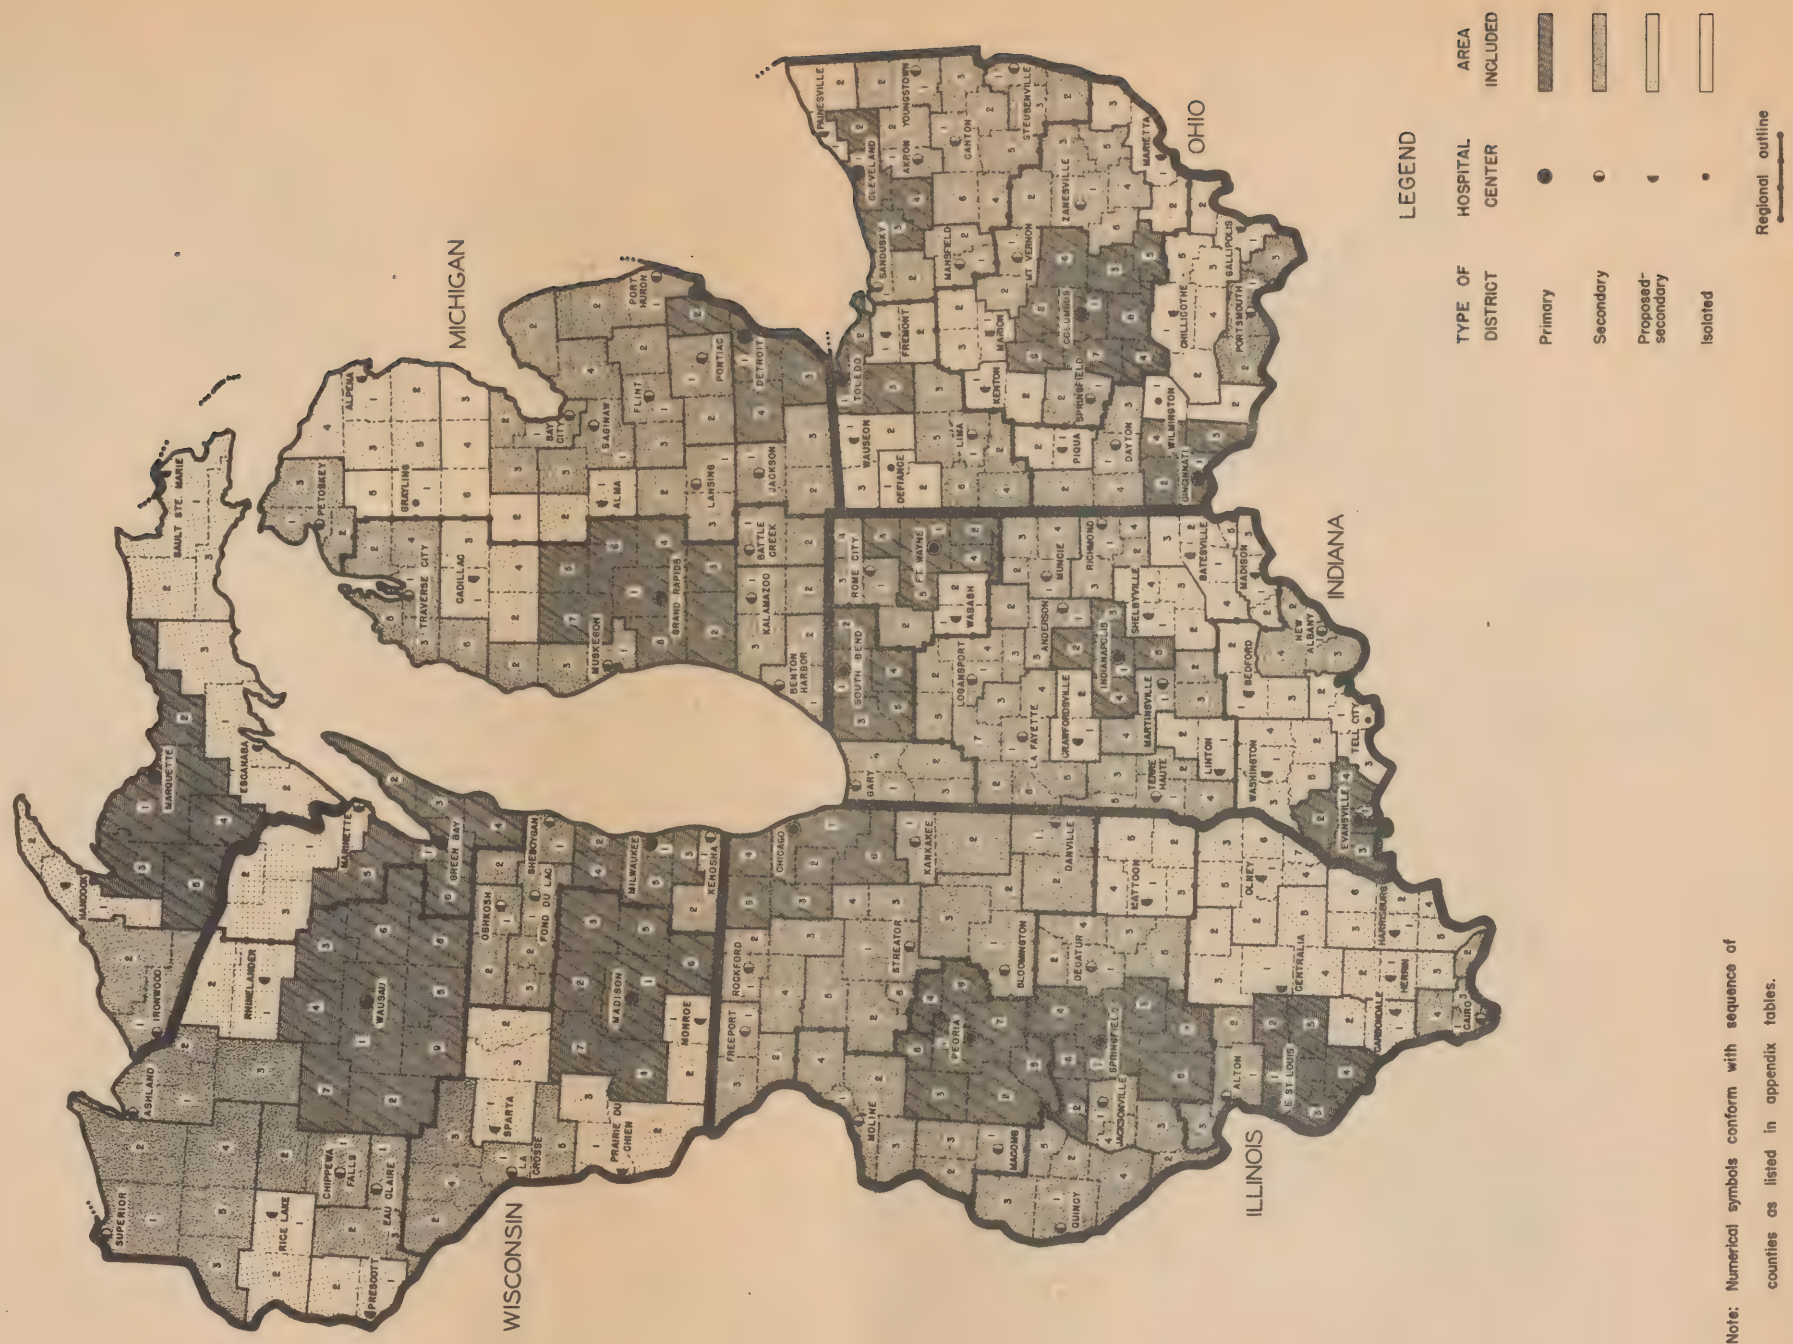 MICHIGAN
SAULT STE. MARIE
MARQUETTE
ESCANABA
HANCOCK
IRONWOOD
PETOSKEY
ALPENA
GRAYLING
TRAVERSE CITY
CADILLAC
BAY CITY
SAGINAW
ALMA
FLINT
PORT HURON
PONTIAC
DETROIT
LANSING
JACKSON
GRAND RAPIDS
MUSKEGON
BATTLE CREEK
KALAMAZOO
BENTON HARBOR
WISCONSIN
SUPERIOR
ASHLAND
RICE LAKE
PRESCOTT
CHIPPEWA FALLS
EAU CLAIRE
RHINELANDER
MARINETTE
WAUSAU
GREEN BAY
SPARTA
LA CROSSE
PRAIRIE DU CHIEN
OSHKOSH
FOND DU LAC
SHEBOYGAN
MILWAUKEE
MADISON
MONROE
KENOSHA
ILLINOIS
CHICAGO
ROCKFORD
FREEPORT
MOLINE
STREATOR
KANKAKEE
PEORIA
BLOOMINGTON
DANVILLE
MACOMB
QUINCY
SPRINGFIELD
JACKSONVILLE
DECATUR
MATTOON
ALTON
EAST ST LOUIS
CENTRALIA
OLNEY
CARBONDALE
HERRIN
HARRISBURG
CAIRO
INDIANA
GARY
SOUTH BEND
ROME CITY
FT. WAYNE
WABASH
LOGANSPORT
LA FAYETTE
CRAWFORDSVILLE
ANDERSON
MUNCIE
RICHMOND
INDIANAPOLIS
SHELBYVILLE
MARTINSVILLE
TERRE HAUTE
LINTON
BATESVILLE
MADISON
BEDFORD
NEW ALBANY
WASHINGTON
TELL CITY
EVANSVILLE
OHIO
PAINESVILLE
CLEVELAND
AKRON
YOUNGSTOWN
CANTON
STEUBENVILLE
SANDUSKY
MANSFIELD
MT VERNON
ZANESVILLE
MARIETTA
TOLEDO
FREMONT
MARION
KENTON
COLUMBUS
CHILLICOTHE
GALLIPOLIS
PORTSMOUTH
WAUSEON
DEFIANCE
LIMA
SPRINGFIELD
PIQUA
DAYTON
WILMINGTON
CINCINNATI
LEGEND
TYPE OF DISTRICT
HOSPITAL CENTER
AREA INCLUDED
Primary
Secondary
Proposed-secondary
Isolated
Regional outline
Note: Numerical symbols conform with sequence of
counties as listed in appendix tables.